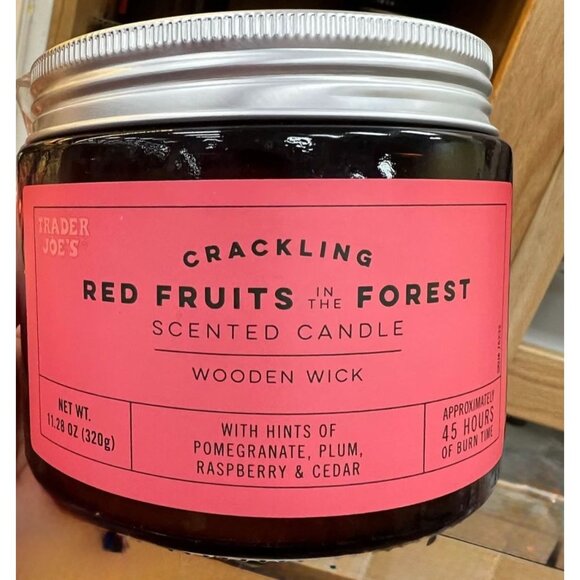 TRADER
JOE'S
CRACKLING
RED FRUITS IN THE FOREST
SCENTED CANDLE
WOODEN WICK
NET WT.
11.28 OZ (320g)
WITH HINTS OF
POMEGRANATE, PLUM,
RASPBERRY & CEDAR
APPROXIMATELY
45 HOURS
OF BURN TIME